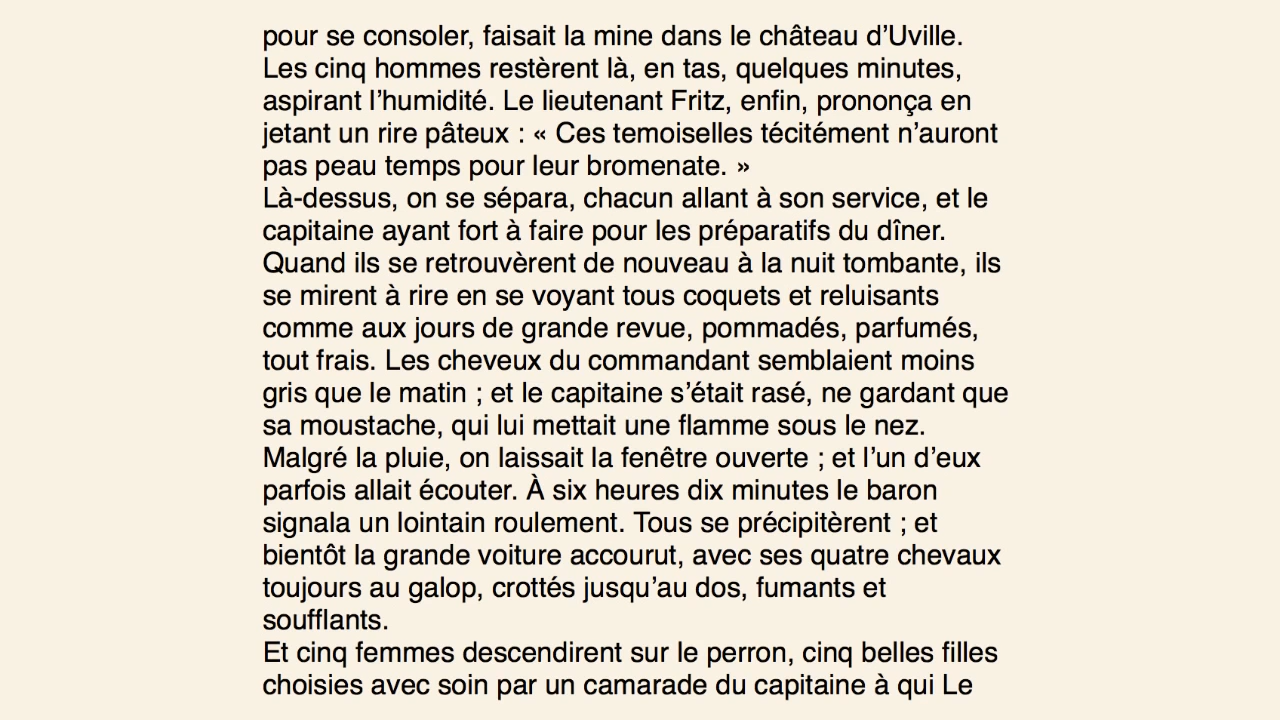 pour se consoler, faisait la mine dans le château d’Uville.
Les cinq hommes restèrent là, en tas, quelques minutes,
aspirant l’humidité. Le lieutenant Fritz, enfin, prononça en
jetant un rire pâteux : « Ces temoiselles técitément n’auront
pas peau temps pour leur bromenate. »
Là-dessus, on se sépara, chacun allant à son service, et le
capitaine ayant fort à faire pour les préparatifs du dîner.
Quand ils se retrouvèrent de nouveau à la nuit tombante, ils
se mirent à rire en se voyant tous coquets et reluisants
comme aux jours de grande revue, pommadés, parfumés,
tout frais. Les cheveux du commandant semblaient moins
gris que le matin ; et le capitaine s’était rasé, ne gardant que
sa moustache, qui lui mettait une flamme sous le nez.
Malgré la pluie, on laissait la fenêtre ouverte ; et l’un d’eux
parfois allait écouter. À six heures dix minutes le baron
signala un lointain roulement. Tous se précipitèrent ; et
bientôt la grande voiture accourut, avec ses quatre chevaux
toujours au galop, crottés jusqu’au dos, fumants et
soufflants.
Et cinq femmes descendirent sur le perron, cinq belles filles
choisies avec soin par un camarade du capitaine à qui Le